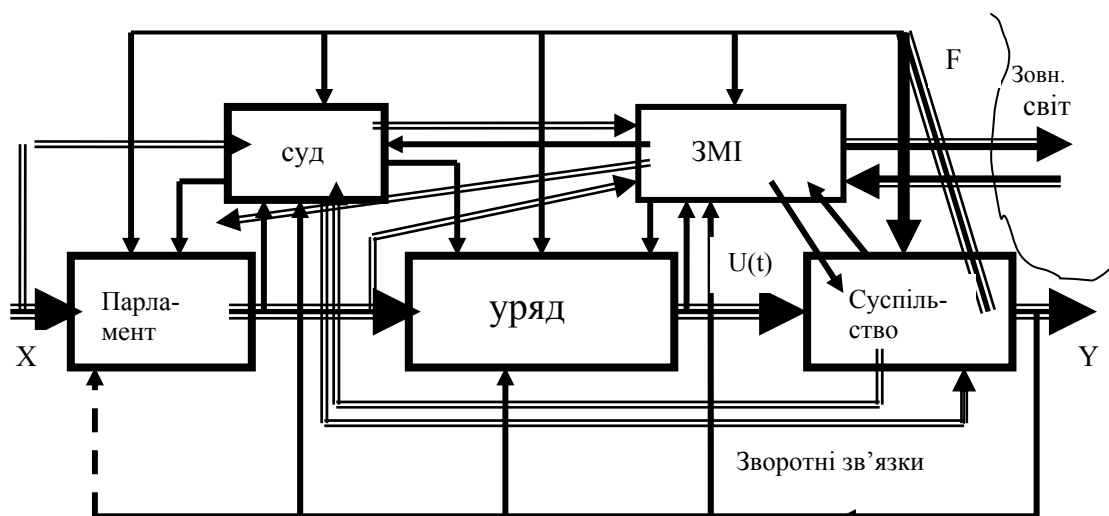 F
Зовн.
світ
суд
ЗМІ
U(t)
Парла-
мент
уряд
Суспіль-
ство
X
Y
Зворотні зв’язки